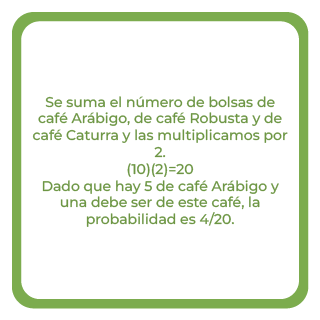 Se suma el número de bolsas de
café Arábigo, de café Robusta y de
café Caturra y las multiplicamos por
2.
(10)(2)=20
Dado que hay 5 de café Arábigo y
una debe ser de este café, la
probabilidad es 4/20.